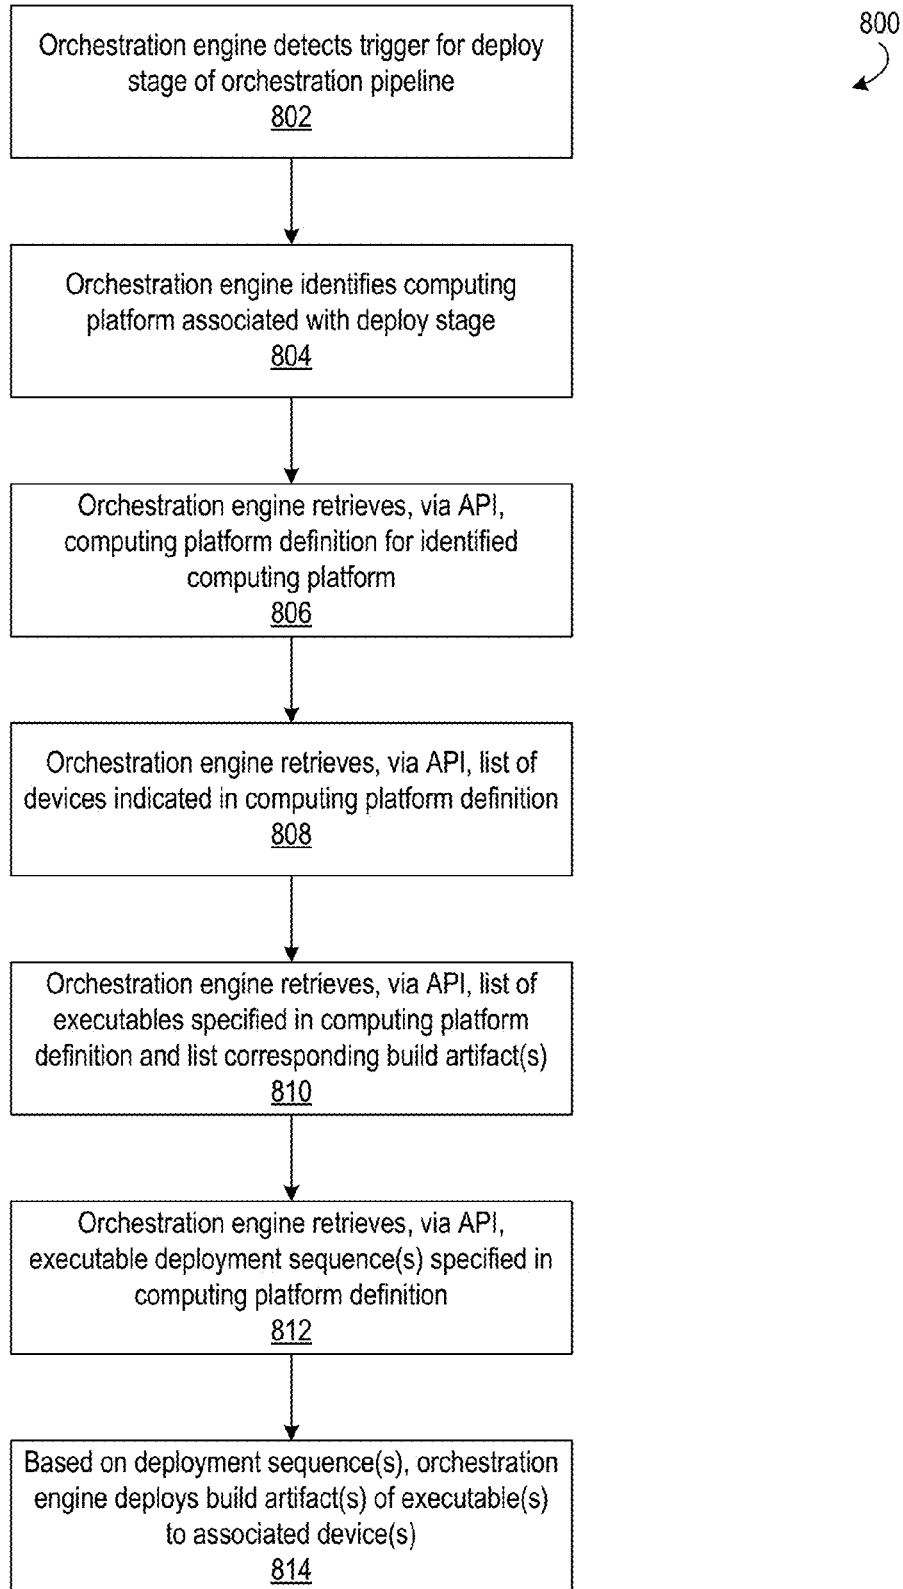 800
Orchestration engine detects trigger for deploy
stage of orchestration pipeline
802
Orchestration engine identifies computing
platform associated with deploy stage
804
Orchestration engine retrieves, via API,
computing platform definition for identified
computing platform
806
Orchestration engine retrieves, via API, list of
devices indicated in computing platform definition
808
Orchestration engine retrieves, via API, list of
executables specified in computing platform
definition and list corresponding build artifact(s)
810
Orchestration engine retrieves, via API,
executable deployment sequence(s) specified in
computing platform definition
812
Based on deployment sequence(s), orchestration
engine deploys build artifact(s) of executable(s)
to associated device(s)
814